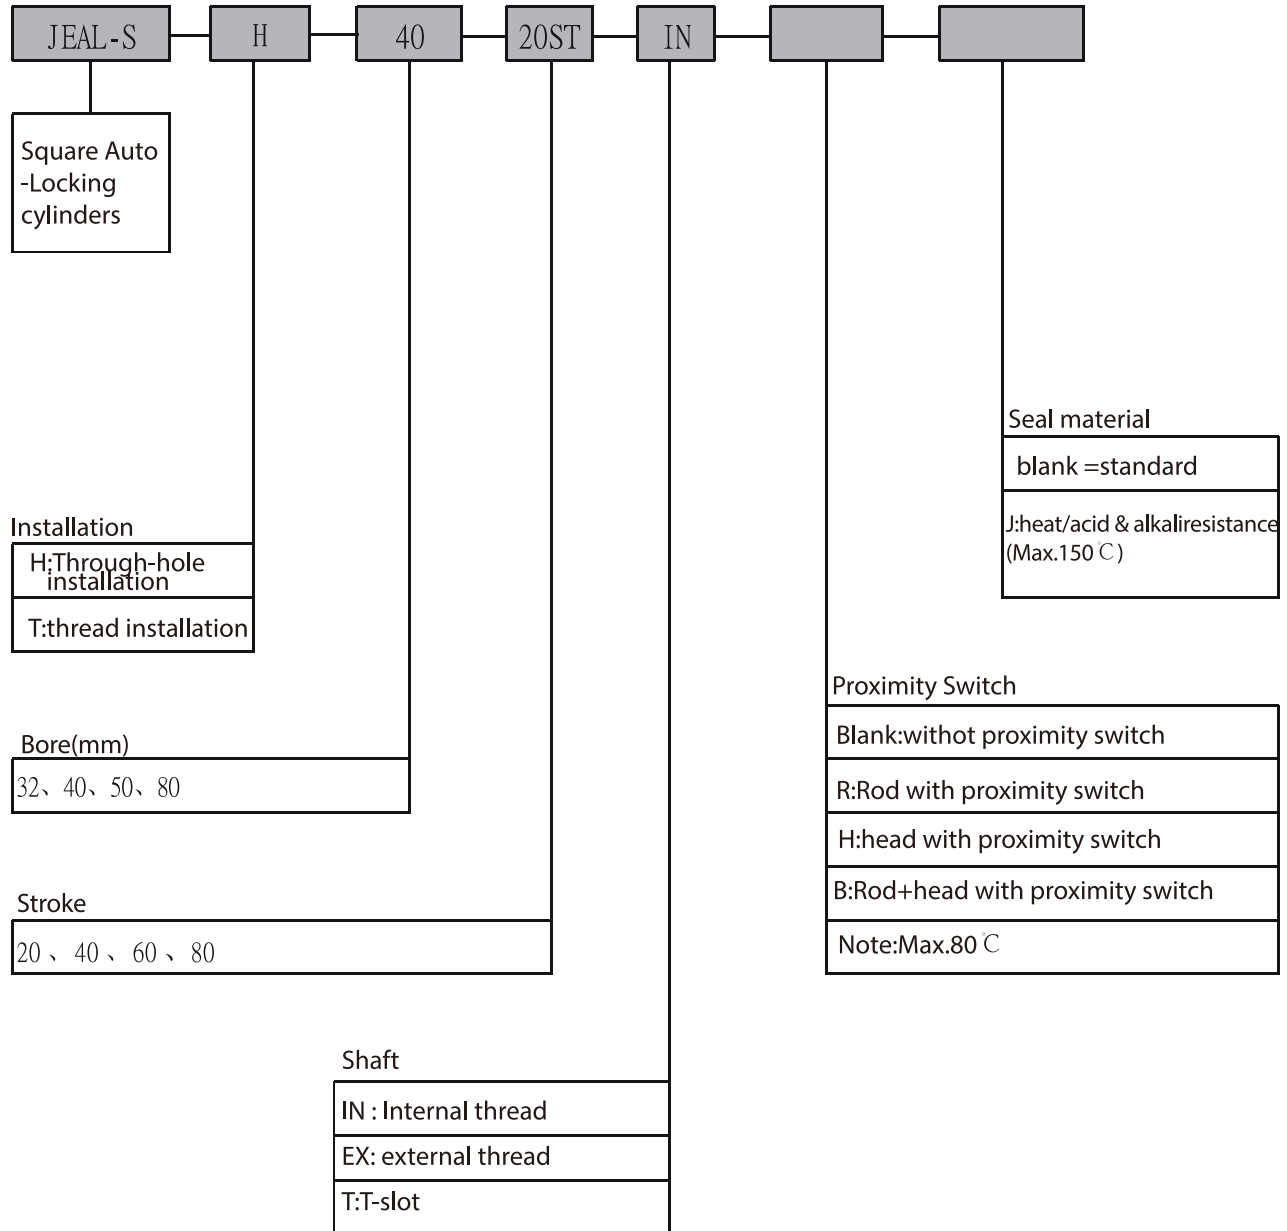 JEAL-S H 40 20ST IN
Square Auto
-Locking
cylinders
Seal material
blank =standard
J:heat/acid & alkaliresistance
(Max.150℃)
Installation
H:Through-hole
installation
T:thread installation
Proximity Switch
Blank:withot proximity switch
R:Rod with proximity switch
H:head with proximity switch
B:Rod+head with proximity switch
Note:Max.80℃
Bore(mm)
32、40、50、80
Stroke
20 、 40 、 60 、 80
Shaft
IN : Internal thread
EX: external thread
T:T-slot